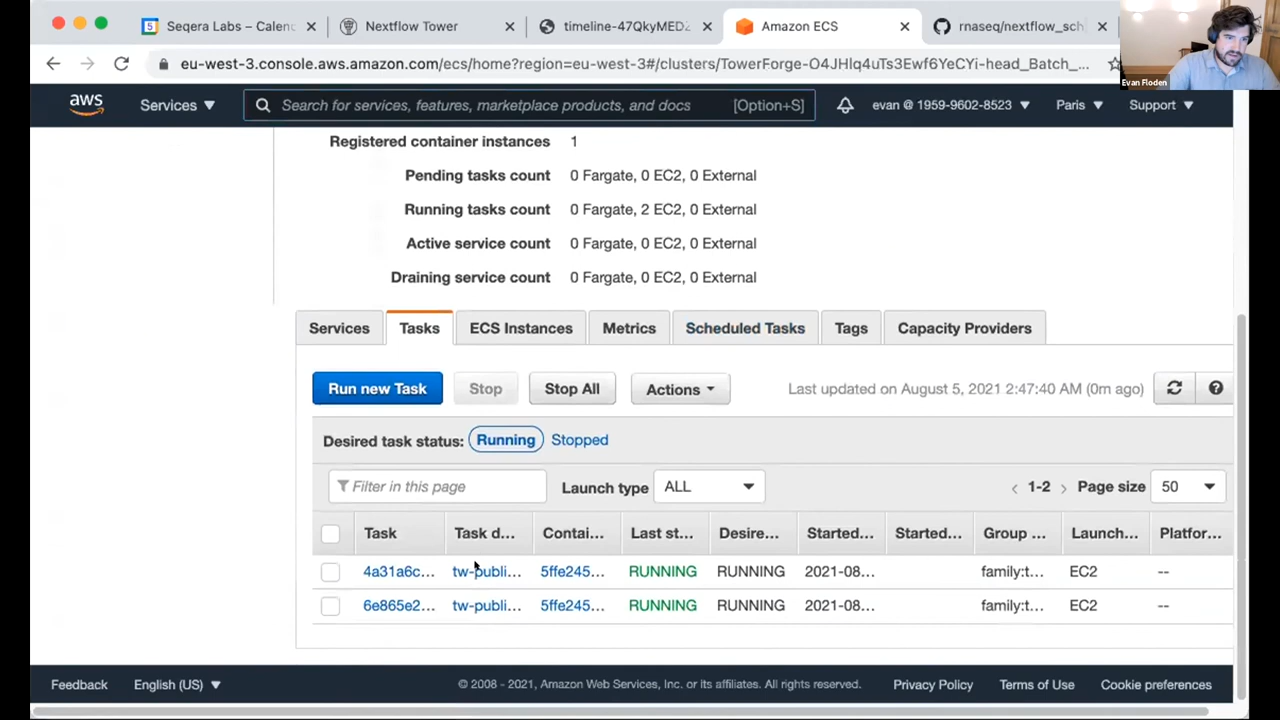 Seqera Labs – Calend
Nextflow Tower
timeline-47QkyMEDZ
Amazon ECS
rnaseq/nextflow_sch
eu-west-3.console.aws.amazon.com/ecs/home?region=eu-west-3#/clusters/TowerForge-O4JHlq4uTs3Ewf6YeCYi-head_Batch_...
Evan Floden
aws
Services
Search for services, features, marketplace products, and docs
[Option+S]
evan @ 1959-9602-8523
Paris
Support
Registered container instances 1
Pending tasks count 0 Fargate, 0 EC2, 0 External
Running tasks count 0 Fargate, 2 EC2, 0 External
Active service count 0 Fargate, 0 EC2, 0 External
Draining service count 0 Fargate, 0 EC2, 0 External
Services Tasks ECS Instances Metrics Scheduled Tasks Tags Capacity Providers
Run new Task Stop Stop All Actions Last updated on August 5, 2021 2:47:40 AM (0m ago)
Desired task status: Running Stopped
Filter in this page Launch type ALL 1-2 Page size 50
Task Task d... Contai... Last st... Desire... Started... Started... Group ... Launch... Platfor...
4a31a6c... tw-publi... 5ffe245... RUNNING RUNNING 2021-08... family:t... EC2 --
6e865e2... tw-publi... 5ffe245... RUNNING RUNNING 2021-08... family:t... EC2 --
Feedback English (US) © 2008 - 2021, Amazon Web Services, Inc. or its affiliates. All rights reserved. Privacy Policy Terms of Use Cookie preferences